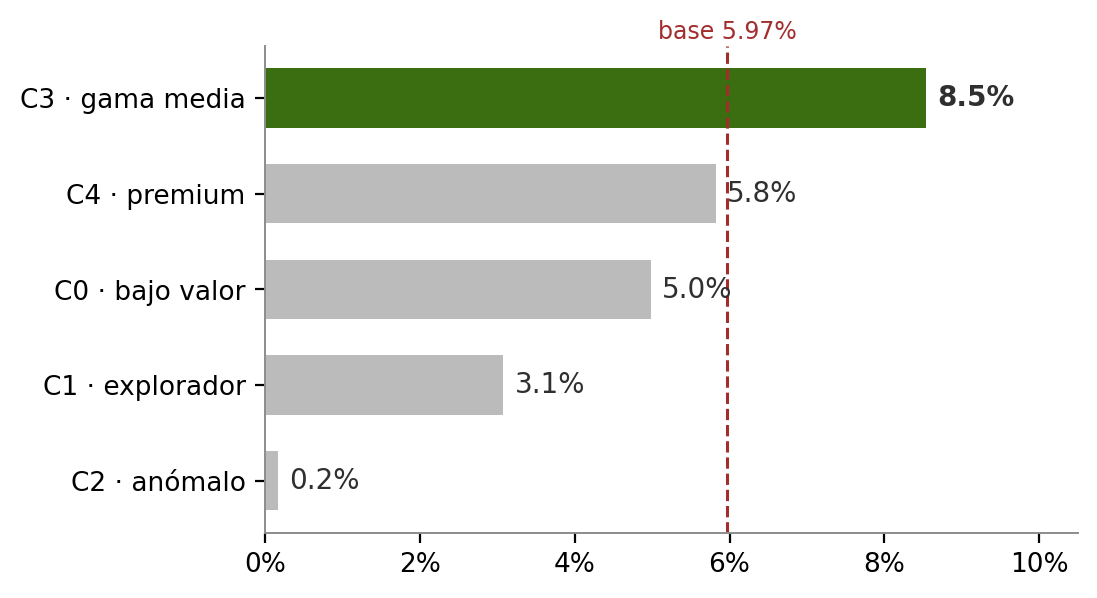 base 5.97%
C3 · gama media 8.5%
C4 · premium 5.8%
C0 · bajo valor 5.0%
C1 · explorador 3.1%
C2 · anómalo 0.2%
0% 2% 4% 6% 8% 10%